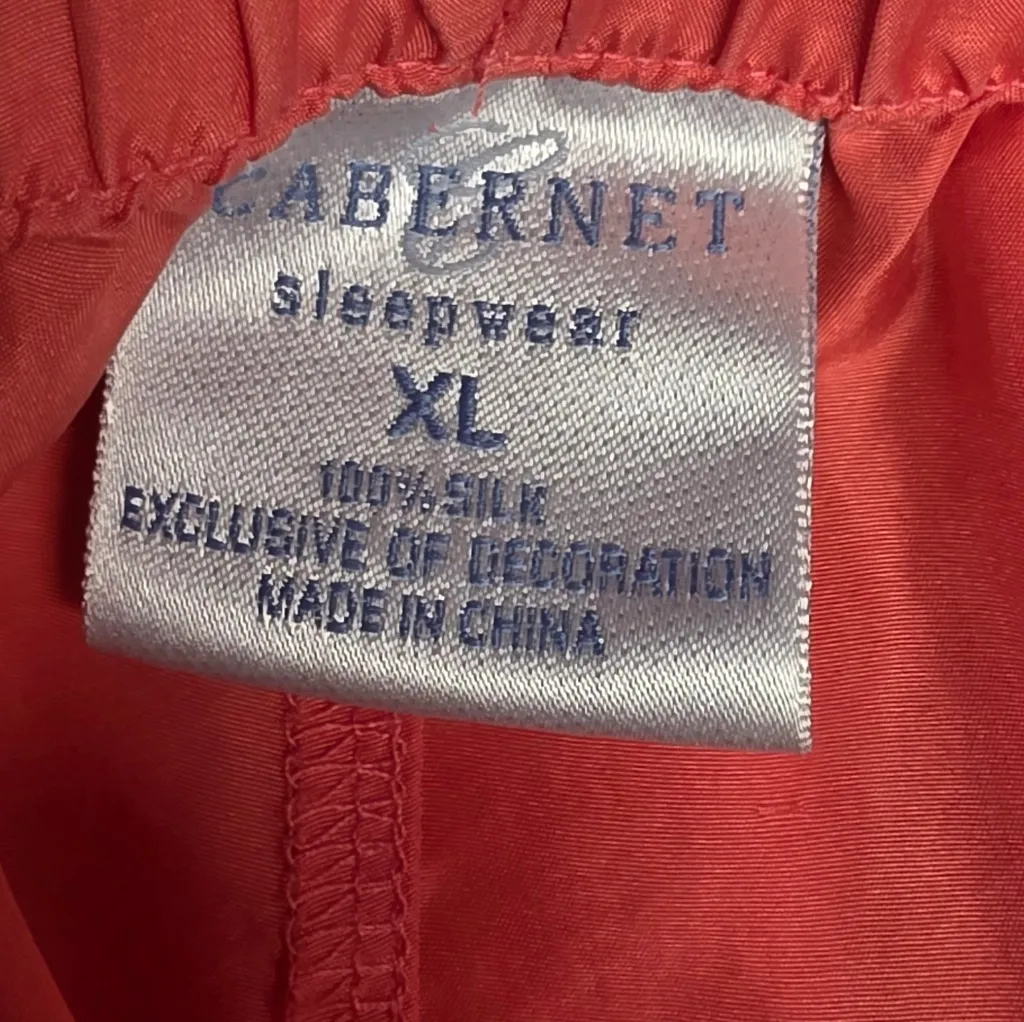 CABERNET
sleepwear
XL
100% SILK
EXCLUSIVE OF DECORATION
MADE IN CHINA